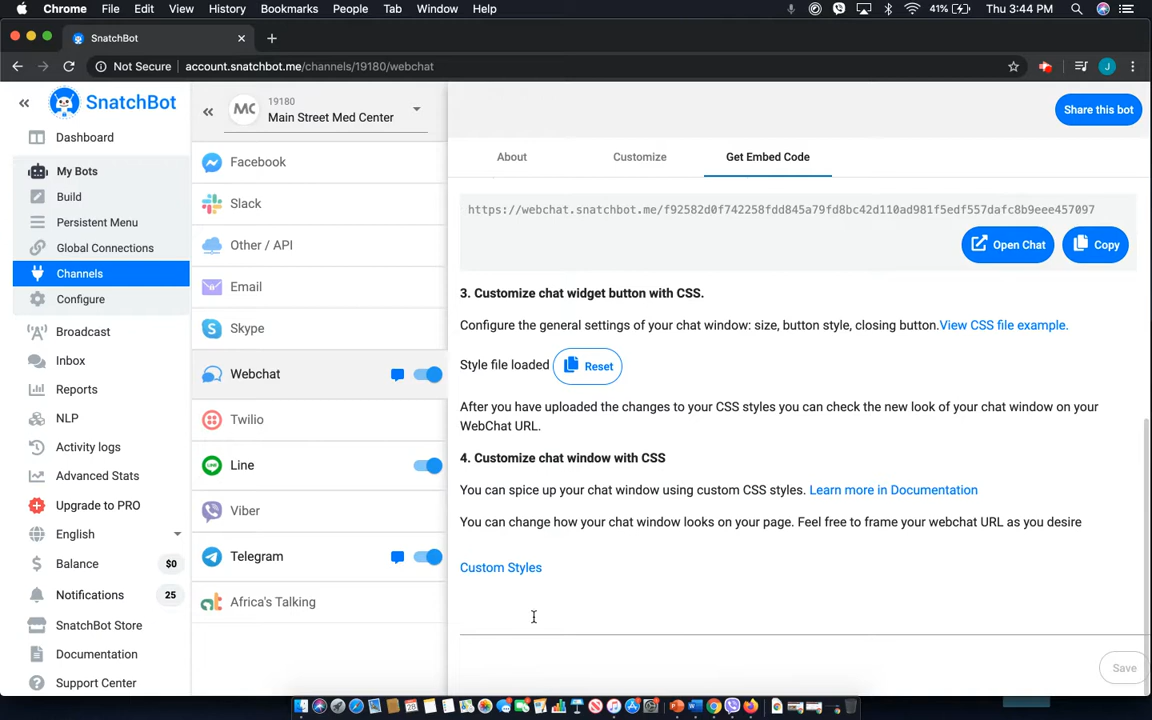 Chrome File Edit View History Bookmarks People Tab Window Help 41% Thu 3:44 PM
SnatchBot
Not Secure account.snatchbot.me/channels/19180/webchat J
SnatchBot
Dashboard
My Bots
Build
Persistent Menu
Global Connections
Channels
Configure
Broadcast
Inbox
Reports
NLP
Activity logs
Advanced Stats
Upgrade to PRO
English
Balance $0
Notifications 25
SnatchBot Store
Documentation
Support Center
MC
19180
Main Street Med Center
Facebook
Slack
Other / API
Email
Skype
Webchat
Twilio
Line
Viber
Telegram
Africa's Talking
Share this bot
About Customize Get Embed Code
https://webchat.snatchbot.me/f92582d0f742258fdd845a79fd8bc42d110ad981f5edf557dafc8b9eee457097
Open Chat Copy
3. Customize chat widget button with CSS.
Configure the general settings of your chat window: size, button style, closing button.View CSS file example.
Style file loaded Reset
After you have uploaded the changes to your CSS styles you can check the new look of your chat window on your
WebChat URL.
4. Customize chat window with CSS
You can spice up your chat window using custom CSS styles. Learn more in Documentation
You can change how your chat window looks on your page. Feel free to frame your webchat URL as you desire
Custom Styles
Save